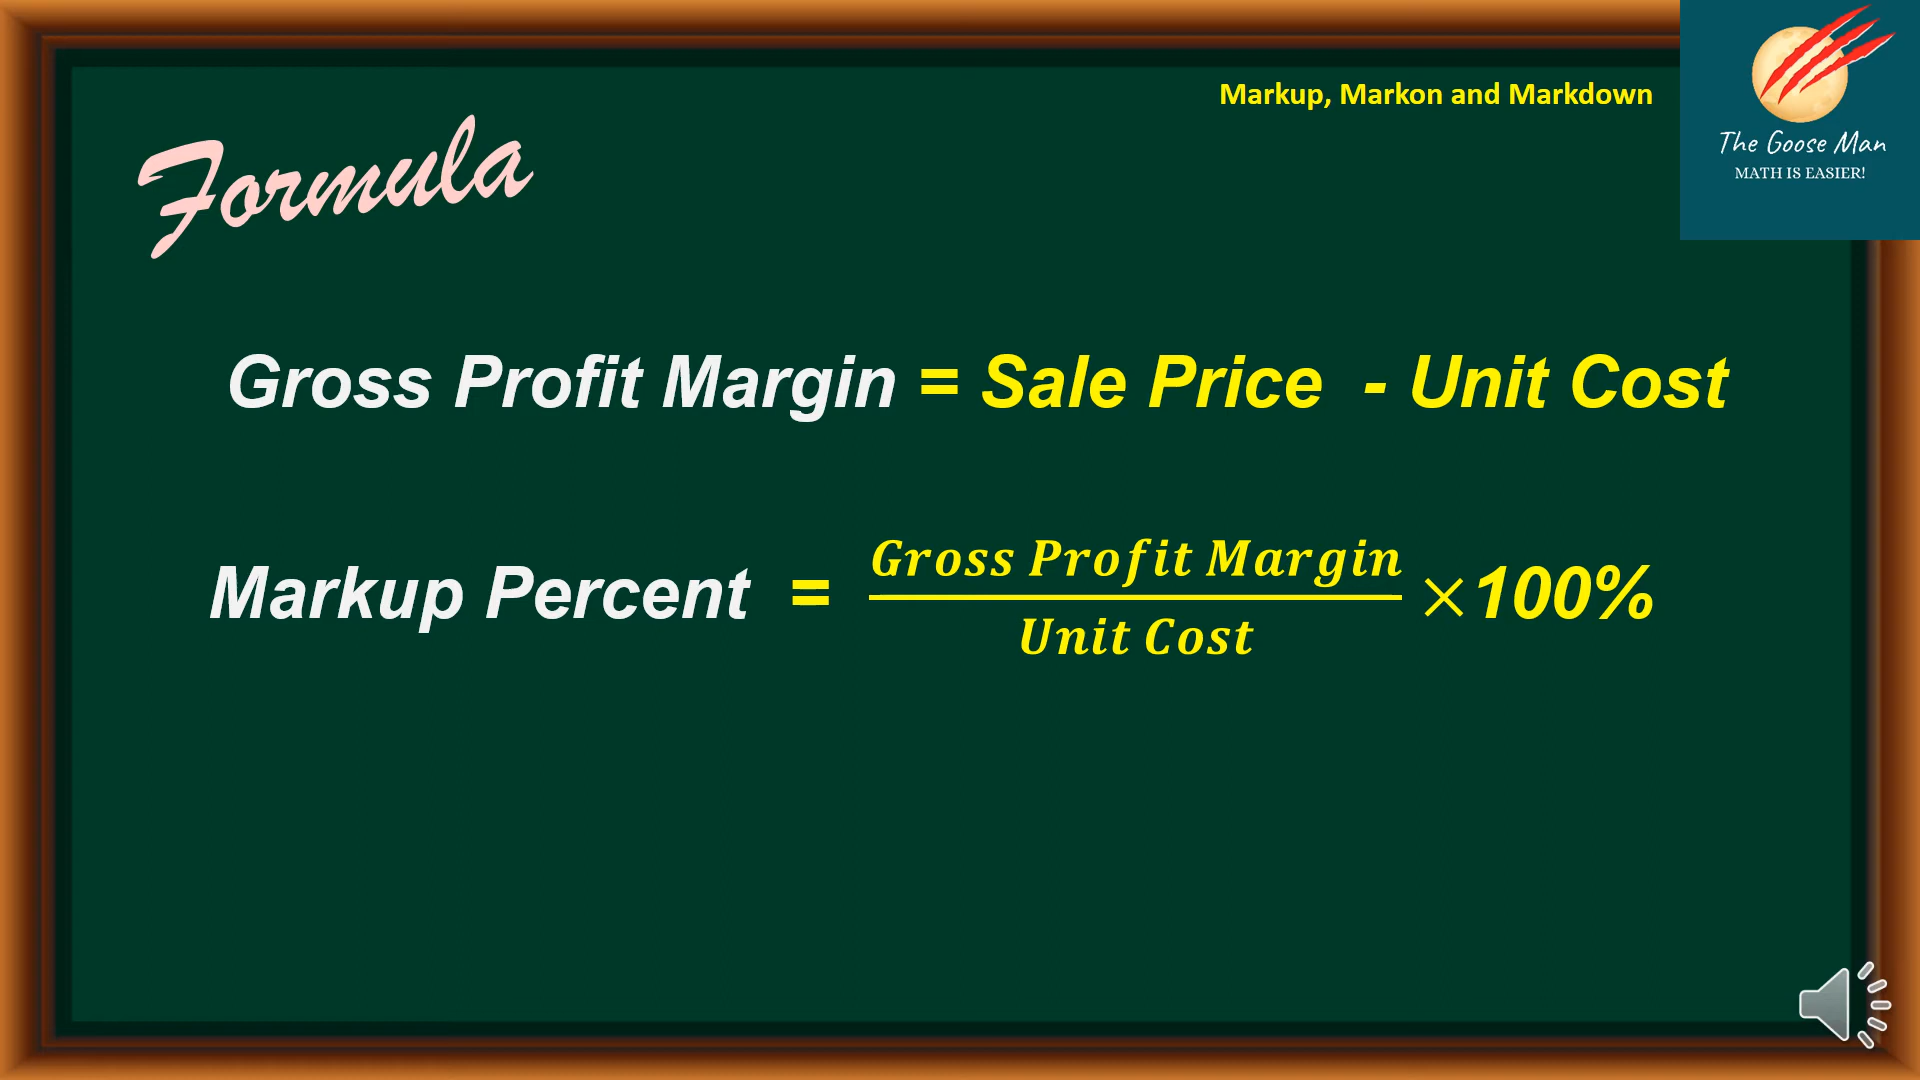 Markup, Markon and Markdown
The Goose Man
MATH IS EASIER!
Formula
Gross Profit Margin = Sale Price - Unit Cost
Markup Percent = Gross Profit Margin / Unit Cost ×100%